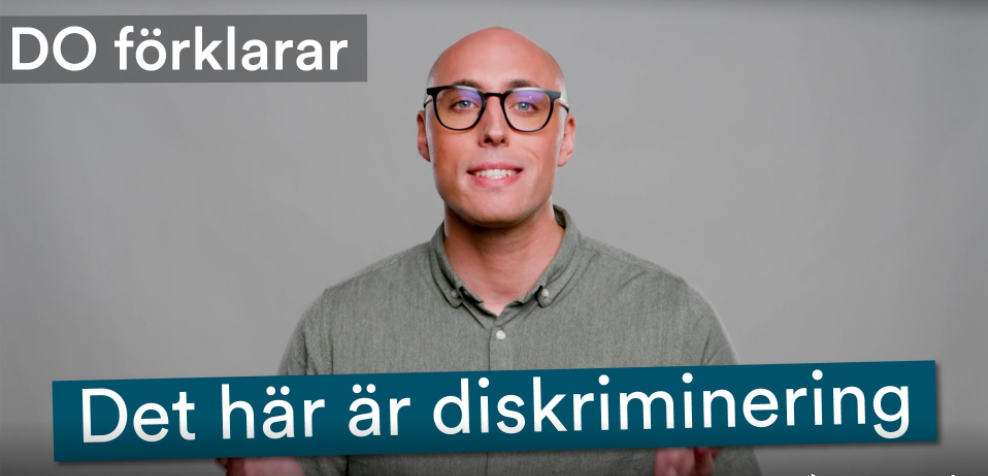 DO förklarar
Det här är diskriminering